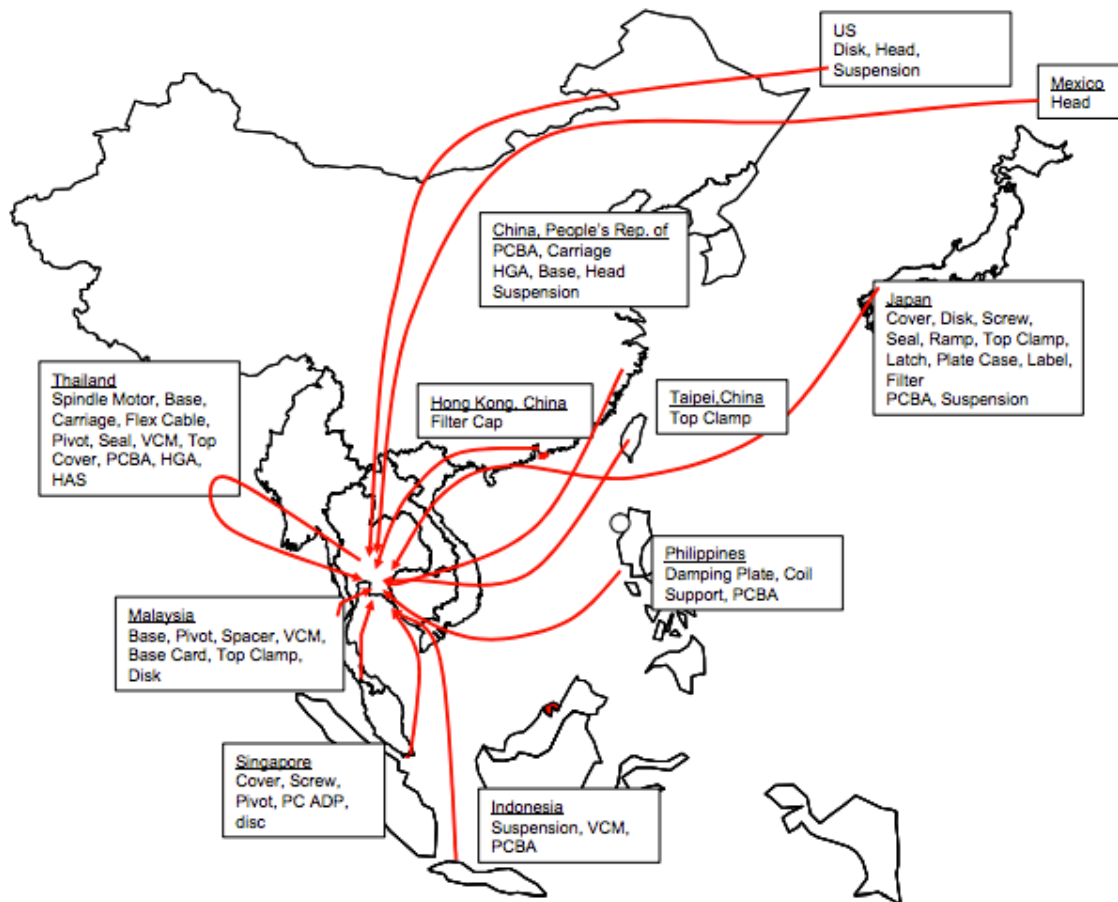 US
Disk, Head,
Suspension
Mexico
Head
China, People's Rep. of
PCBA, Carriage
HGA, Base, Head
Suspension
Japan
Cover, Disk, Screw,
Seal, Ramp, Top Clamp,
Latch, Plate Case, Label,
Filter
PCBA, Suspension
Thailand
Spindle Motor, Base,
Carriage, Flex Cable,
Pivot, Seal, VCM, Top
Cover, PCBA, HGA,
HAS
Hong Kong, China
Filter Cap
Taipei,China
Top Clamp
Philippines
Damping Plate, Coil
Support, PCBA
Malaysia
Base, Pivot, Spacer, VCM,
Base Card, Top Clamp,
Disk
Singapore
Cover, Screw,
Pivot, PC ADP,
disc
Indonesia
Suspension, VCM,
PCBA